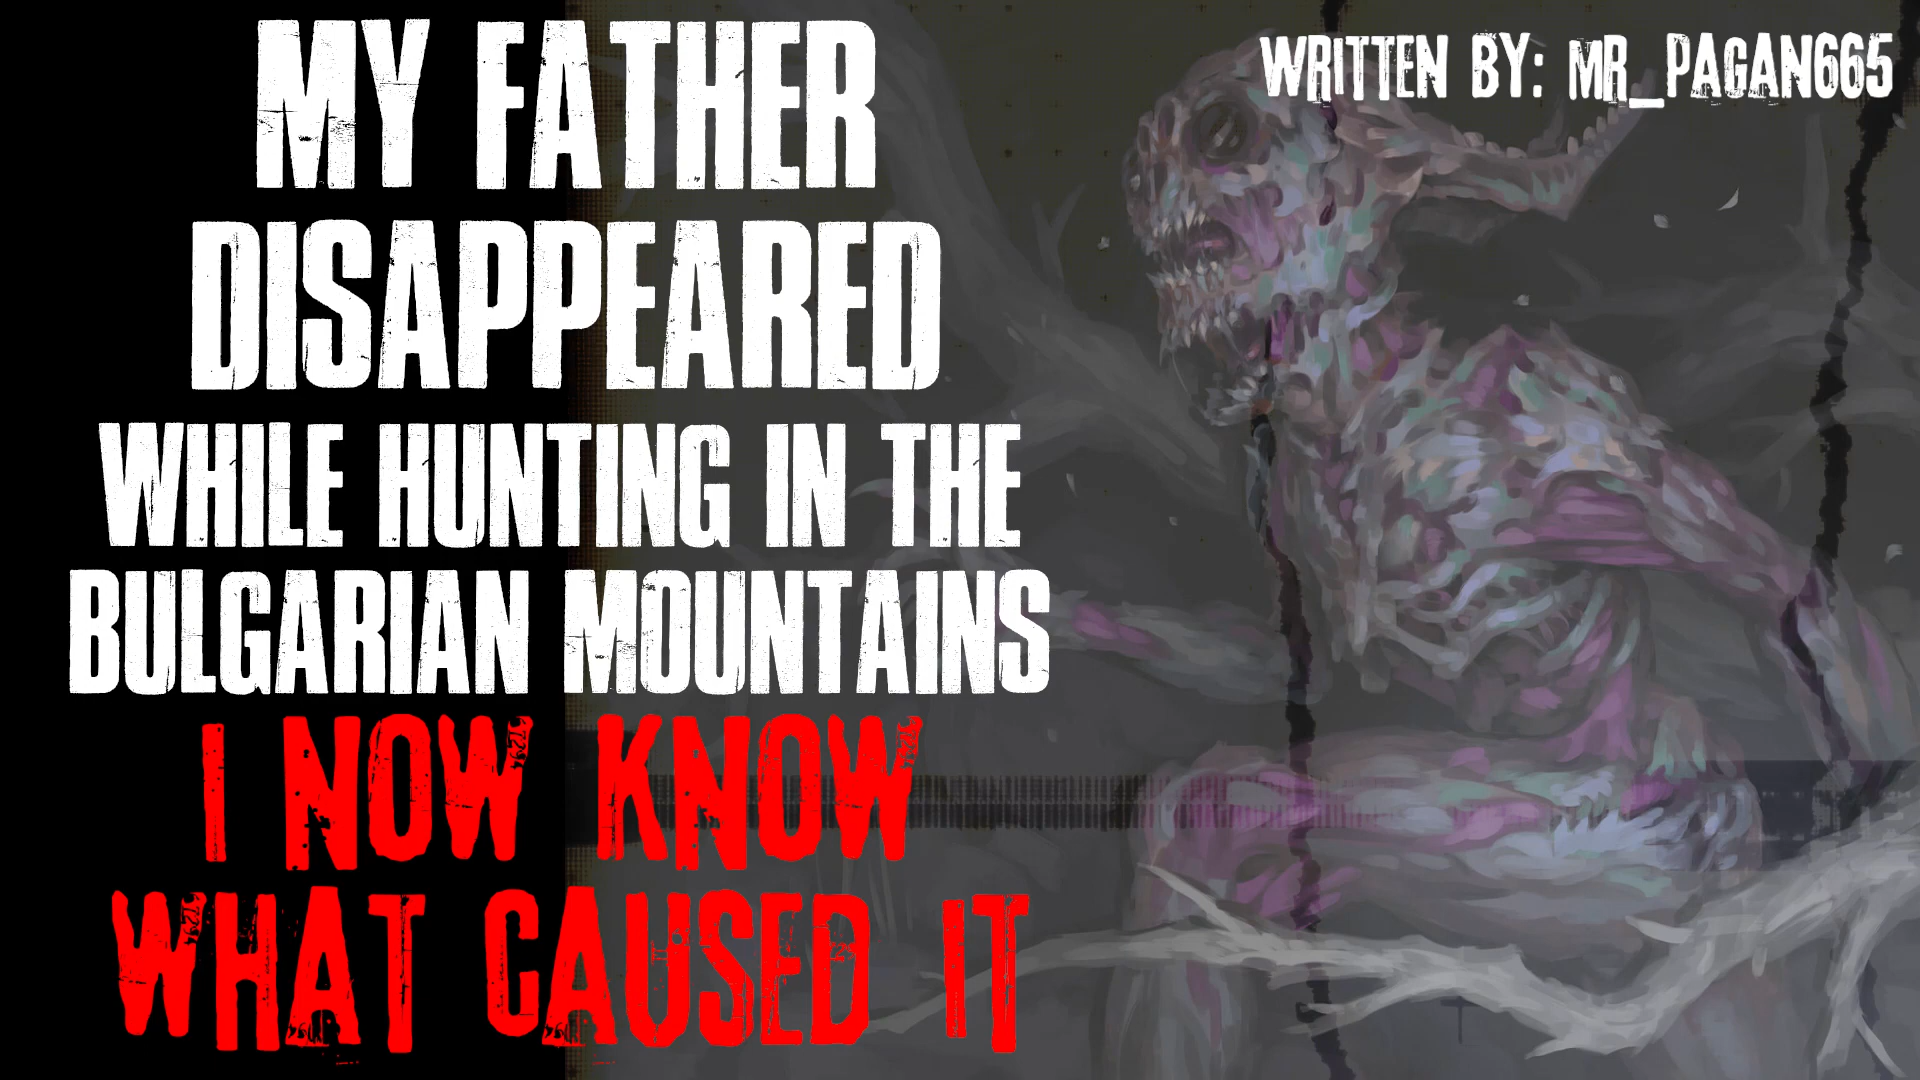 MY FATHER
DISAPPEARED
WHILE HUNTING IN THE
BULGARIAN MOUNTAINS
I NOW KNOW
WHAT CAUSED IT
WRITTEN BY: MR_PAGAN665